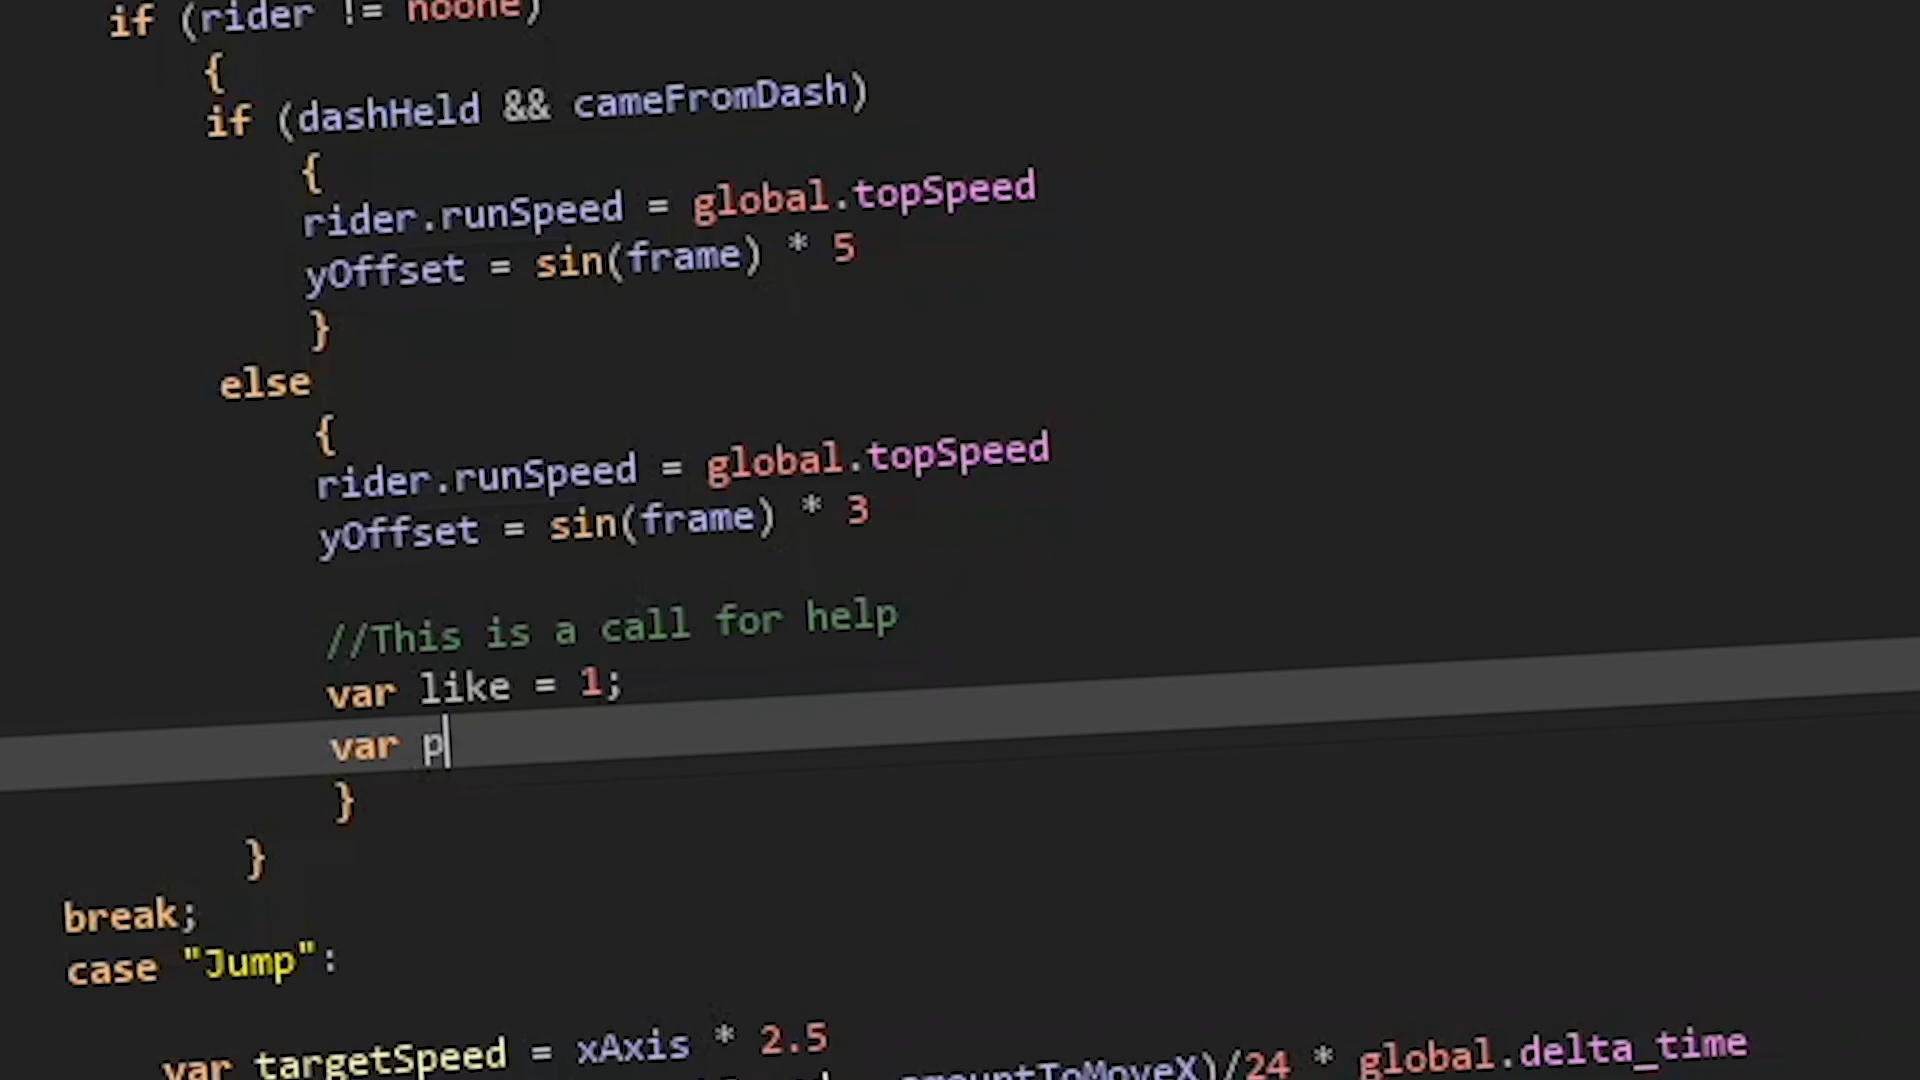 if (rider != noone)
{
if (dashHeld && cameFromDash)
{
rider.runSpeed = global.topSpeed
yOffset = sin(frame) * 5
}
else
{
rider.runSpeed = global.topSpeed
yOffset = sin(frame) * 3
//This is a call for help
var like = 1;
var p
}
}
break;
case "Jump":
var targetSpeed = xAxis * 2.5
amountToMoveX)/24 * global.delta_time